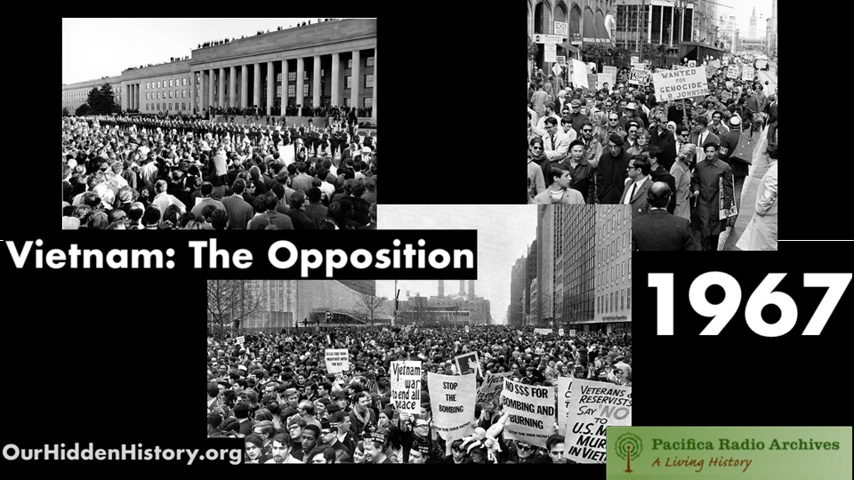 WANTED
FOR
GENOCIDE-
L.B. JOHNSON
Vietnam: The Opposition
1967
Vietnam
war
to end all
peace
STOP
THE
BOMBING
NO $$$ FOR
BOMBING AND
BURNING
VETERANS
RESERVISTS
SAY NO
TO
U.S. M
MUR
IN VIET
OurHiddenHistory.org
Pacifica Radio Archives
A Living History